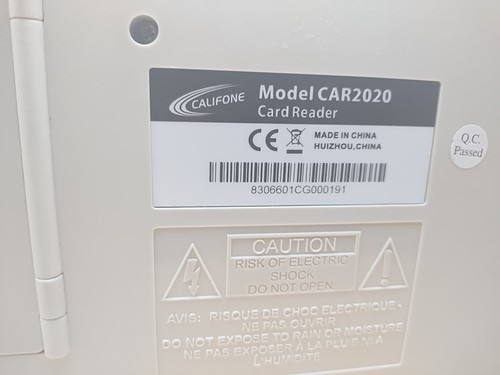 CALIFONE
Model CAR2020
Card Reader
CE
MADE IN CHINA
HUIZHOU,CHINA
8306601CG000191
Q.C.
Passed
CAUTION
RISK OF ELECTRIC
SHOCK
DO NOT OPEN
AVIS: RISQUE DE CHOC ELECTRIQUE-
NE PAS OUVRIR
DO NOT EXPOSE TO RAIN OR MOISTURE
NE PAS EXPOSER À LA PLUIE NI A
L'HUMIDITE